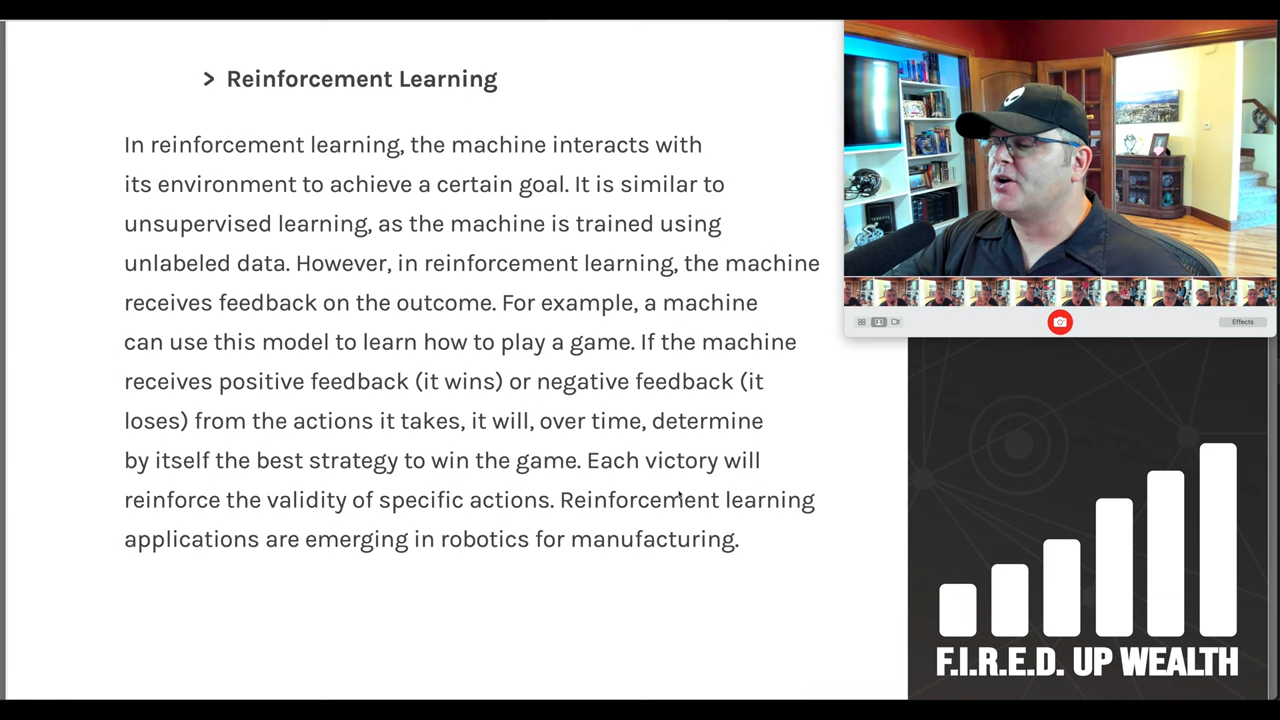 > Reinforcement Learning
In reinforcement learning, the machine interacts with
its environment to achieve a certain goal. It is similar to
unsupervised learning, as the machine is trained using
unlabeled data. However, in reinforcement learning, the machine
receives feedback on the outcome. For example, a machine
can use this model to learn how to play a game. If the machine
receives positive feedback (it wins) or negative feedback (it
loses) from the actions it takes, it will, over time, determine
by itself the best strategy to win the game. Each victory will
reinforce the validity of specific actions. Reinforcement learning
applications are emerging in robotics for manufacturing.
Effects
F.I.R.E.D. UP WEALTH